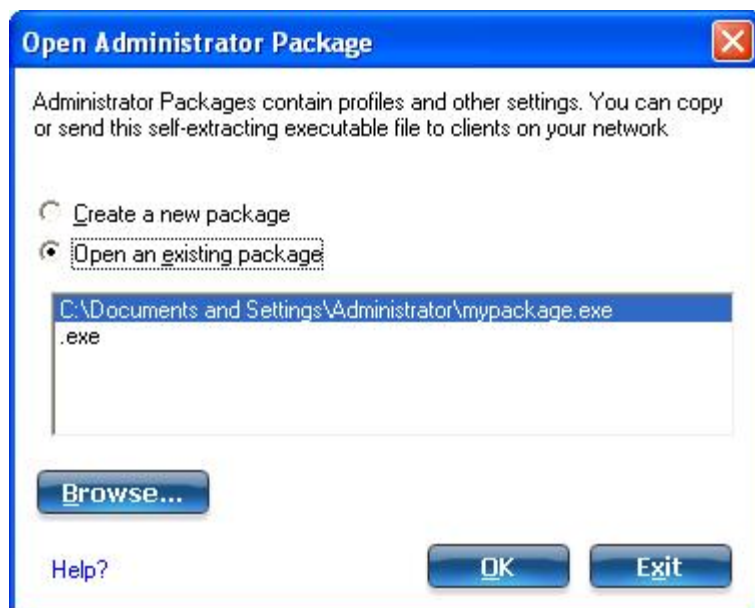 Open Administrator Package
Administrator Packages contain profiles and other settings. You can copy
or send this self-extracting executable file to clients on your network
Create a new package
Open an existing package
C:\Documents and Settings\Administrator\mypackage.exe
.exe
Browse...
Help?
OK
Exit